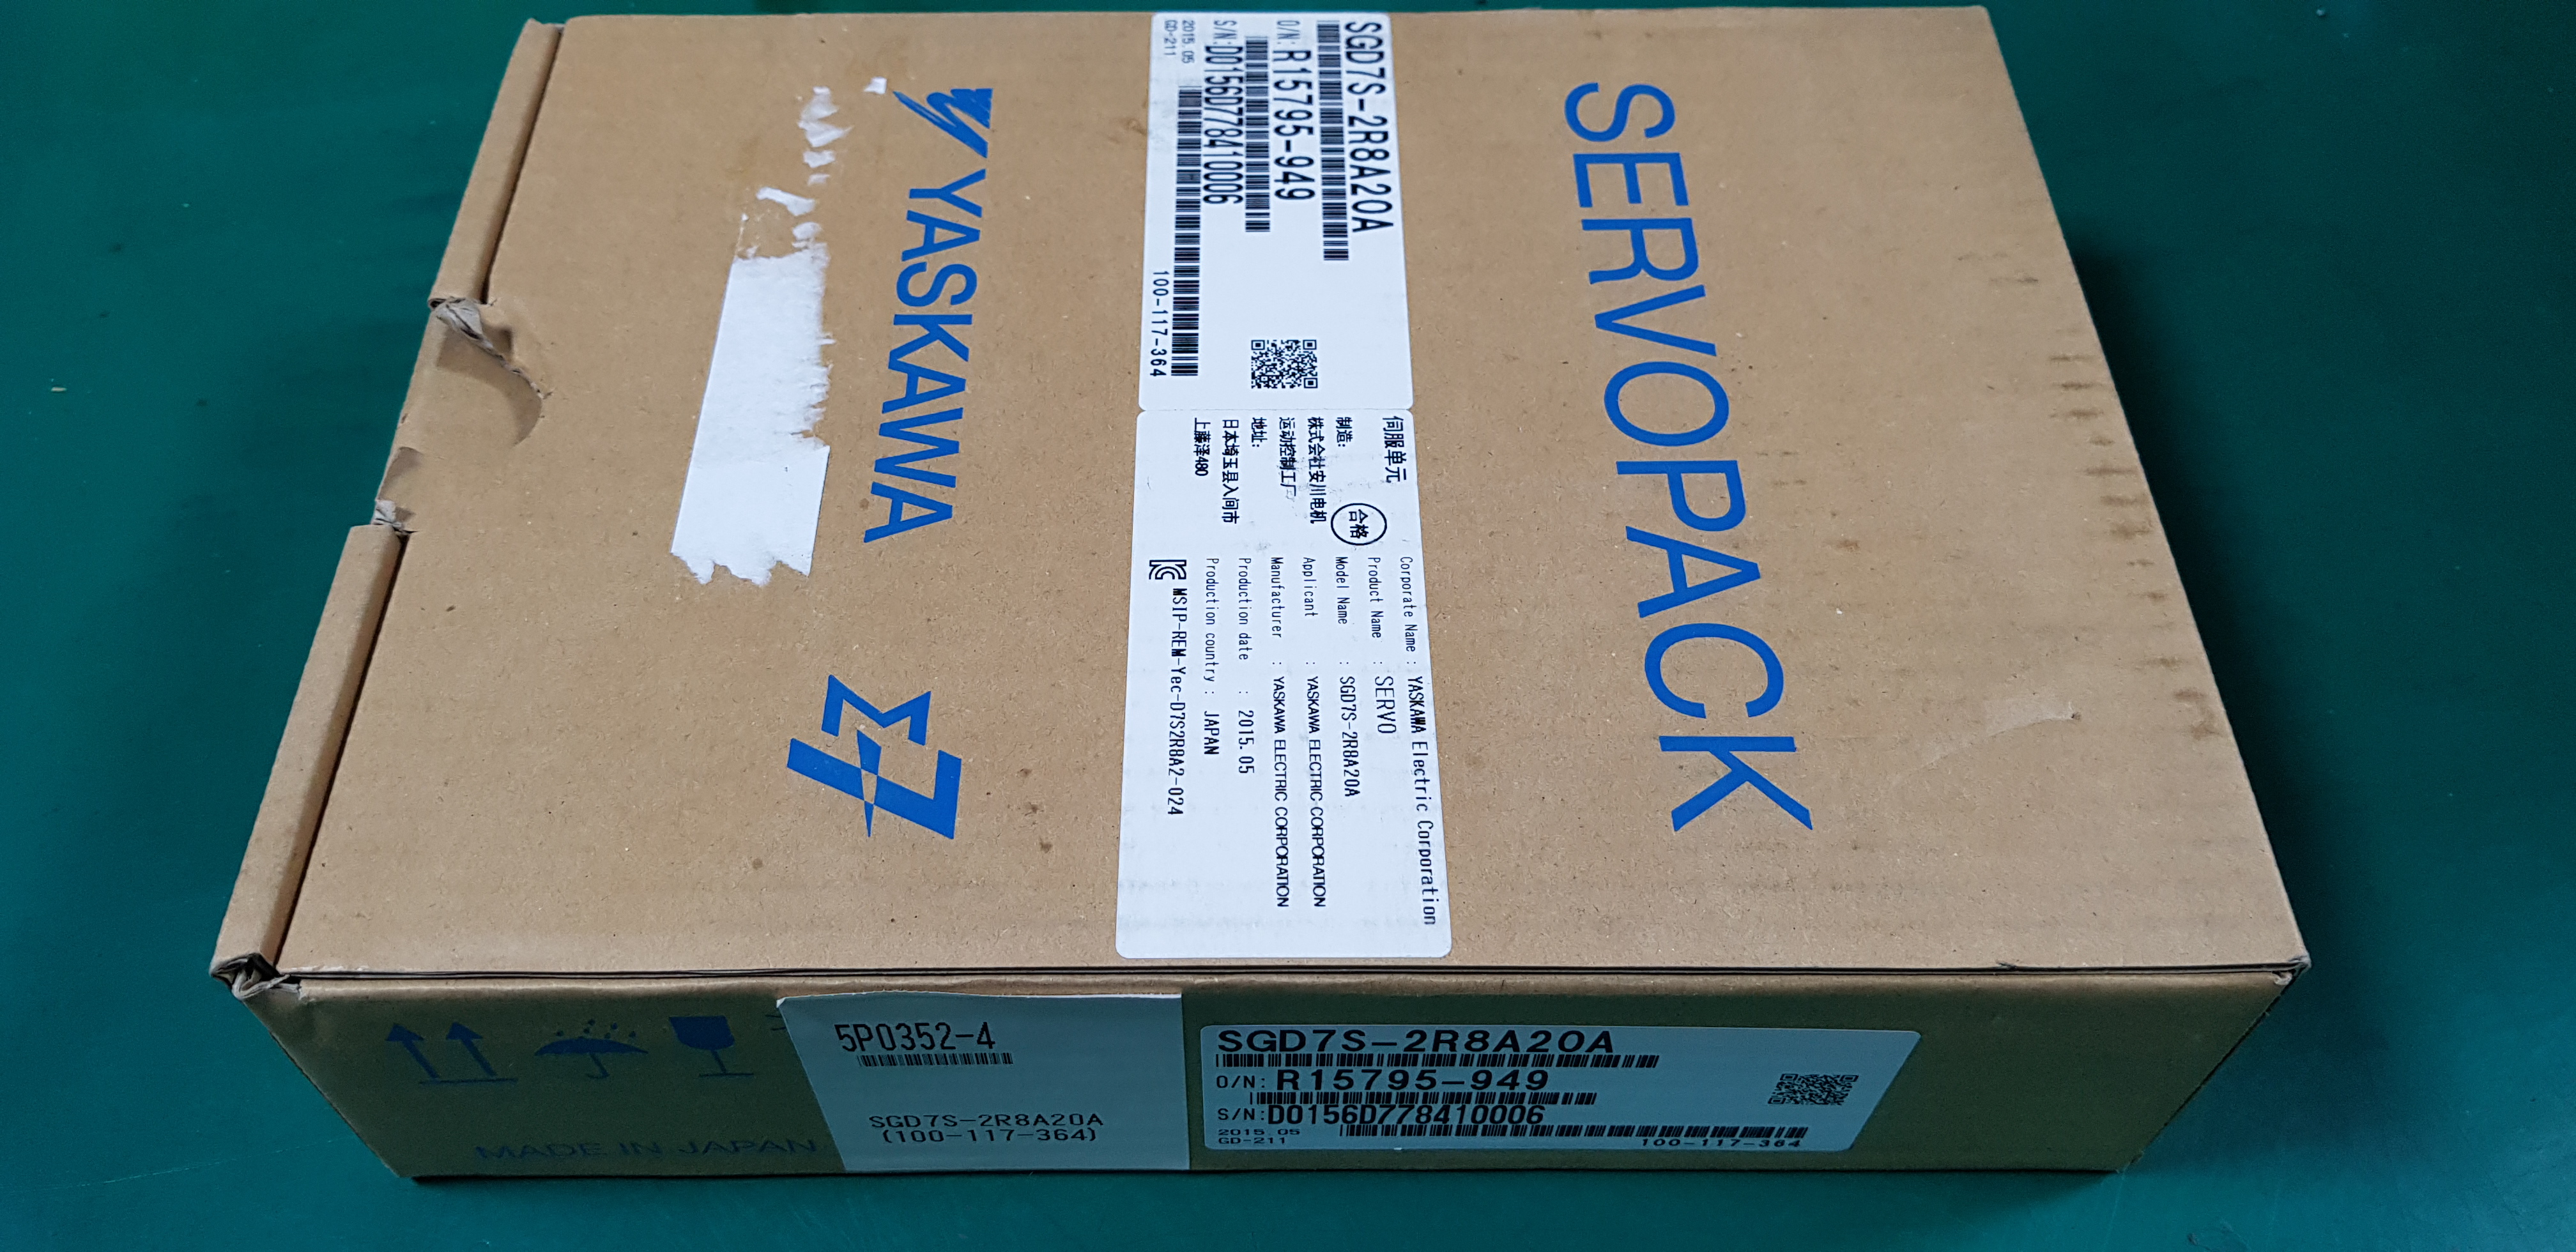 SERVOPACK
SGD7S-2R8A20A
O/N: R15795-949
S/N: D0156D778410006
2015.05
GD-211
100-117-364
伺服单元
制造:
株式会社安川电机
运动控制工厂
地址:
日本埼玉县入间市
上藤泽480
合格
Corporate Name : YASKAWA Electric Corporation
Product Name : SERVO
Model Name : SGD7S-2R8A20A
Applicant : YASKAWA ELECTRIC CORPORATION
Manufacturer : YASKAWA ELECTRIC CORPORATION
Production date : 2015.05
Production country : JAPAN
MSIP-REM-Yec-D7S2R8A2-024
YASKAWA
Σ7
5P0352-4
SGD7S-2R8A20A
(100-117-364)
SGD7S-2R8A20A
O/N: R15795-949
S/N: D0156D778410006
2015.05
GD-211
100-117-364
MADE IN JAPAN